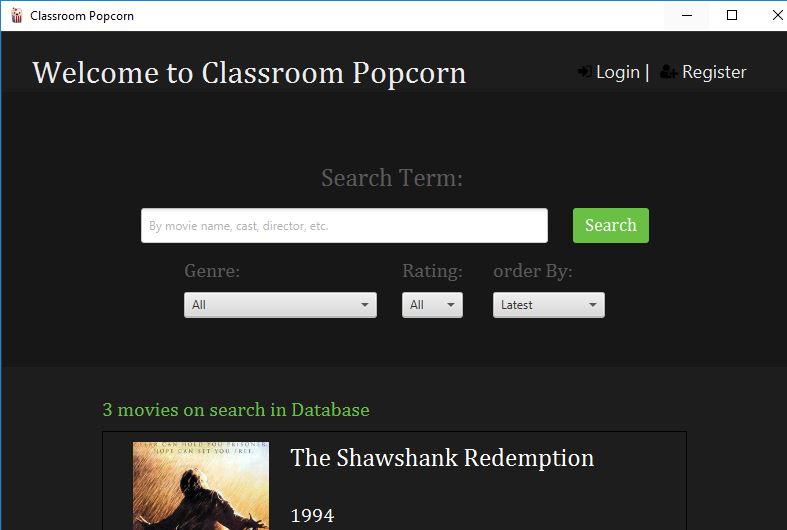 Classroom Popcorn
Welcome to Classroom Popcorn
Login | Register
Search Term:
By movie name, cast, director, etc.
Search
Genre: Rating: order By:
All All Latest
3 movies on search in Database
FEAR CAN HOLD YOU PRISONER.
HOPE CAN SET YOU FREE.
The Shawshank Redemption
1994